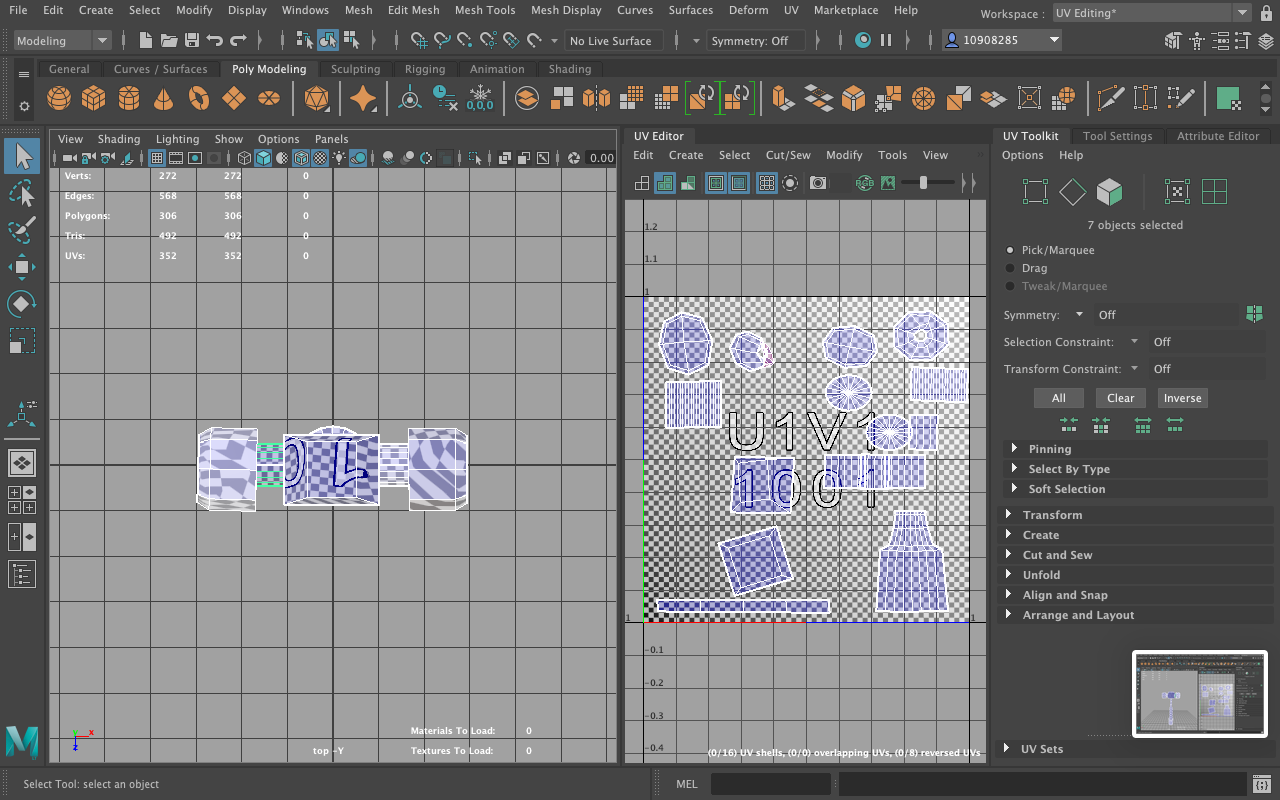 File Edit Create Select Modify Display Windows Mesh Edit Mesh Mesh Tools Mesh Display Curves Surfaces Deform UV Marketplace Help Workspace : UV Editing*
Modeling No Live Surface Symmetry: Off 10908285
General Curves / Surfaces Poly Modeling Sculpting Rigging Animation Shading
0,0,0
View Shading Lighting Show Options Panels
0.00
Verts: 272 272 0
Edges: 568 568 0
Polygons: 306 306 0
Tris: 492 492 0
UVs: 352 352 0
Materials To Load: 0
top -Y Textures To Load: 0
x
z
UV Editor
Edit Create Select Cut/Sew Modify Tools View
RGB
1.2
1.1
1
U1V1
1001
1 1
-0.1
-0.2
-0.3
-0.4
(0/16) UV shells, (0/0) overlapping UVs, (0/8) reversed UVs
UV Toolkit Tool Settings Attribute Editor
Options Help
7 objects selected
Pick/Marquee
Drag
Tweak/Marquee
Symmetry: Off
Selection Constraint: Off
Transform Constraint: Off
All Clear Inverse
Pinning
Select By Type
Soft Selection
Transform
Create
Cut and Sew
Unfold
Align and Snap
Arrange and Layout
UV Sets
Select Tool: select an object MEL